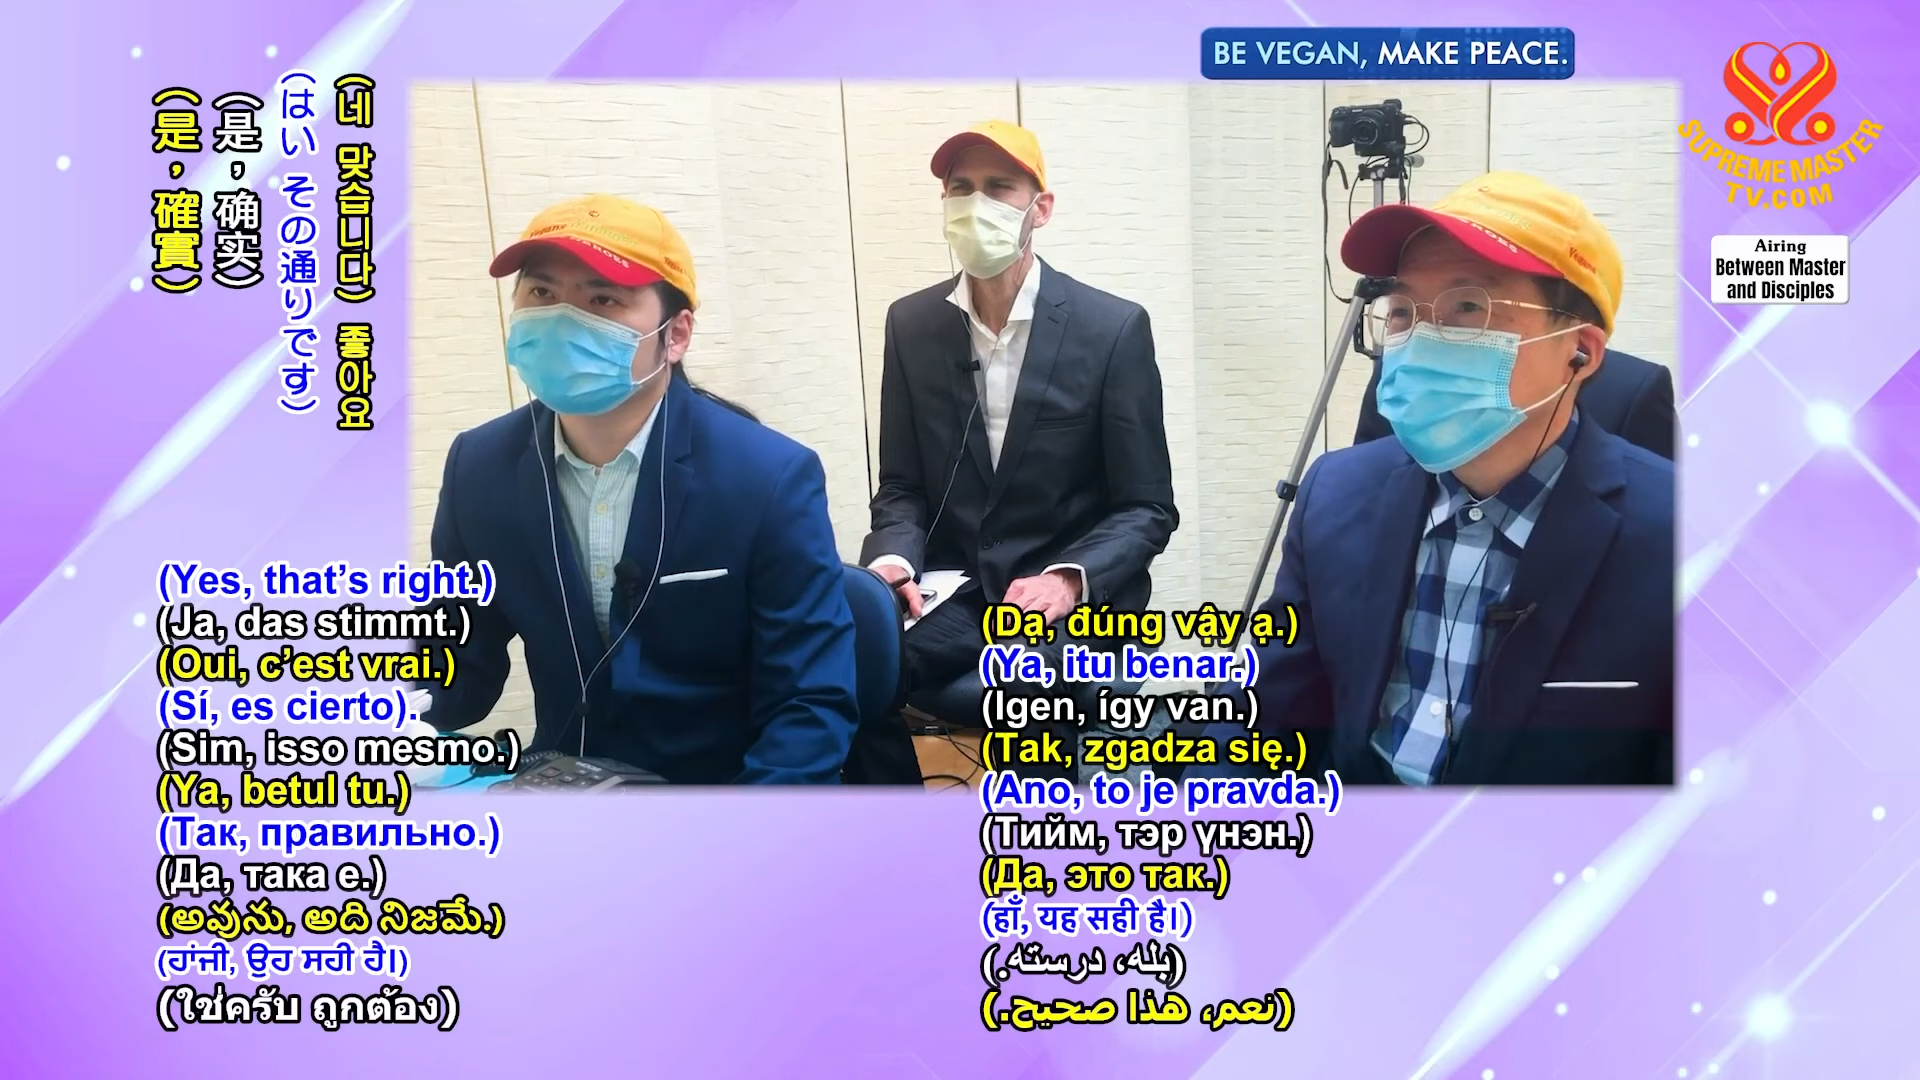 BE VEGAN, MAKE PEACE.
SUPREME MASTER
TV.COM
Airing
Between Master
and Disciples
(네 맞습니다) 좋아요
(はい その通りです)
(是，确实)
(是，確實)
(Yes, that’s right.)
(Ja, das stimmt.)
(Oui, c’est vrai.)
(Sí, es cierto).
(Sim, isso mesmo.)
(Ya, betul tu.)
(Так, правильно.)
(Да, така е.)
(అవును, అది నిజమే.)
(ਹਾਂਜੀ, ਉਹ ਸਹੀ ਹੈ।)
(ใช่ครับ ถูกต้อง)
(Dạ, đúng vậy ạ.)
(Ya, itu benar.)
(Igen, így van.)
(Tak, zgadza się.)
(Ano, to je pravda.)
(Тийм, тэр үнэн.)
(Да, это так.)
(हाँ, यह सही है।)
(بله، درسته.)
(نعم، هذا صحيح.)